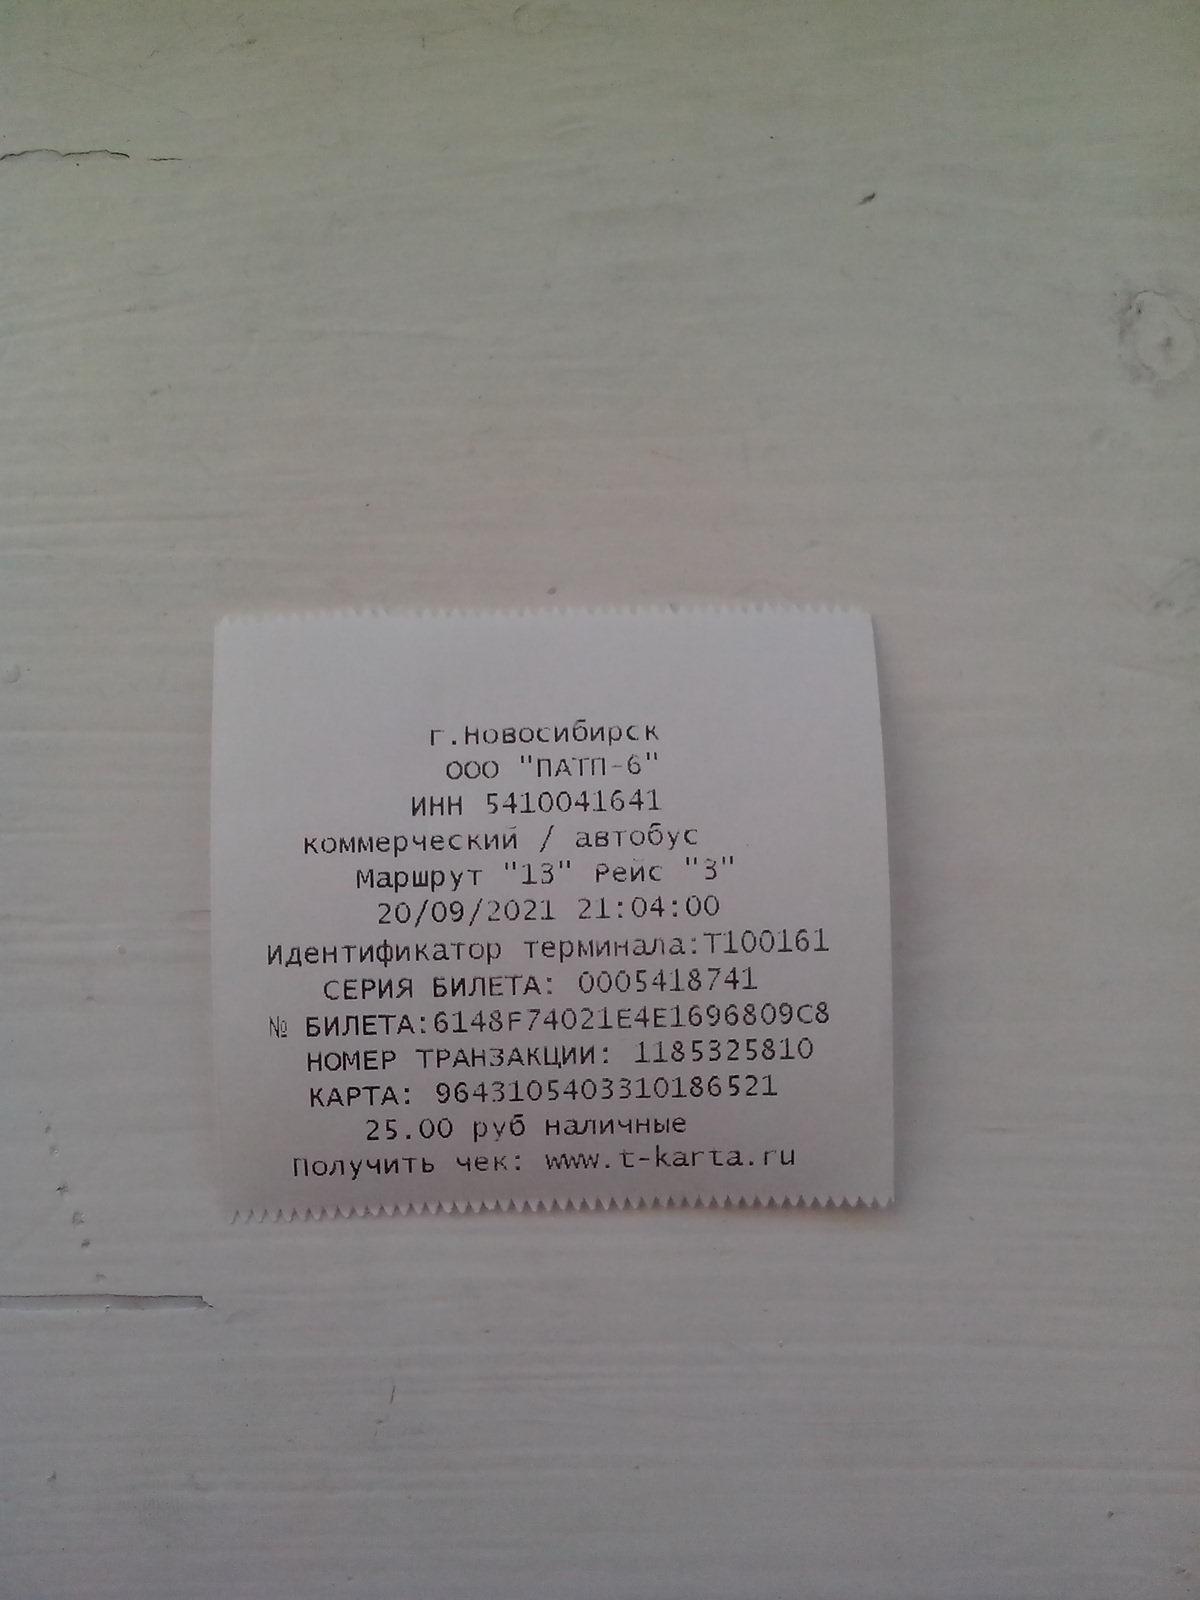 г.Новосибирск
ООО "ПАТП-6"
ИНН 5410041641
коммерческий / автобус
Маршрут "13" Рейс "3"
20/09/2021 21:04:00
Идентификатор терминала:T100161
СЕРИЯ БИЛЕТА: 0005418741
№ БИЛЕТА:6148F74021E4E1696809C8
НОМЕР ТРАНЗАКЦИИ: 1185325810
КАРТА: 9643105403310186521
25.00 руб наличные
Получить чек: www.t-karta.ru